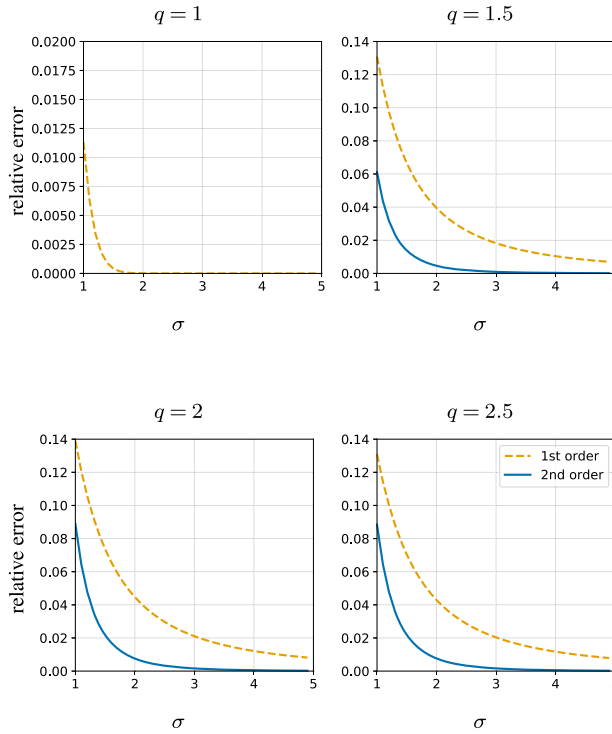 q = 1
q = 1.5
0.0200
0.0175
0.0150
0.0125
0.0100
0.0075
0.0050
0.0025
0.0000
relative error
1 2 3 4 5
σ
0.14
0.12
0.10
0.08
0.06
0.04
0.02
0.00
1 2 3 4
σ
q = 2
q = 2.5
0.14
0.12
0.10
0.08
0.06
0.04
0.02
0.00
relative error
1 2 3 4 5
σ
0.14
0.12
0.10
0.08
0.06
0.04
0.02
0.00
1st order
2nd order
1 2 3 4
σ